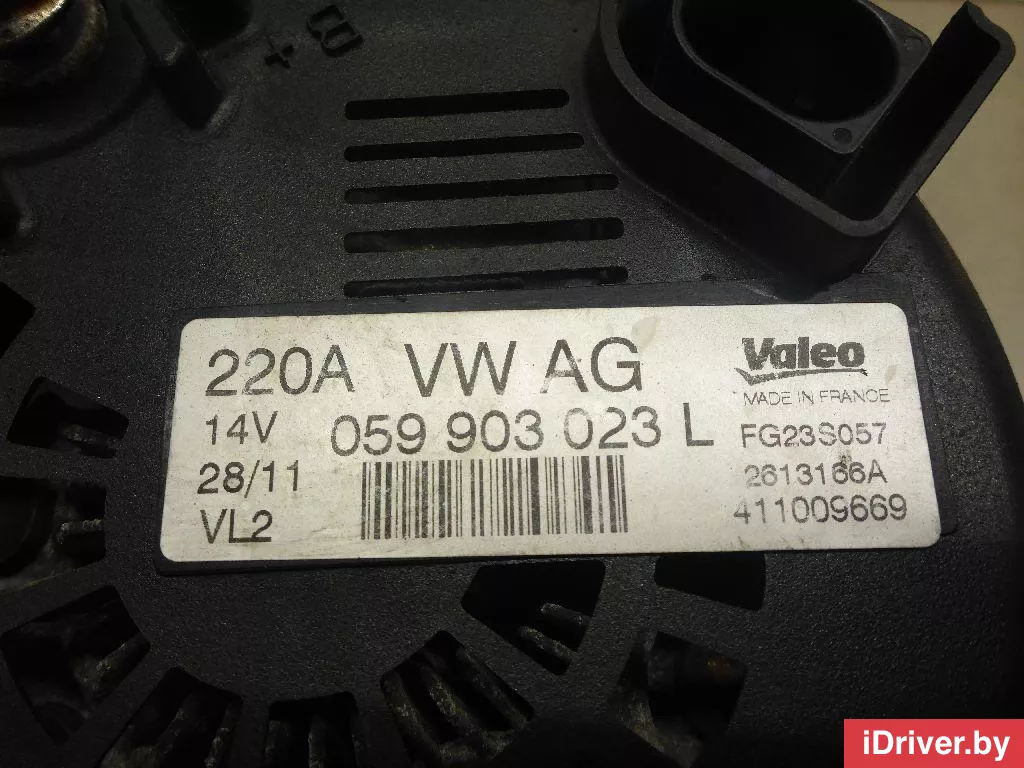 B+
220A VW AG
14V 059 903 023 L
28/11
VL2
Valeo
MADE IN FRANCE
FG23S057
2613166A
411009669
iDriver.by